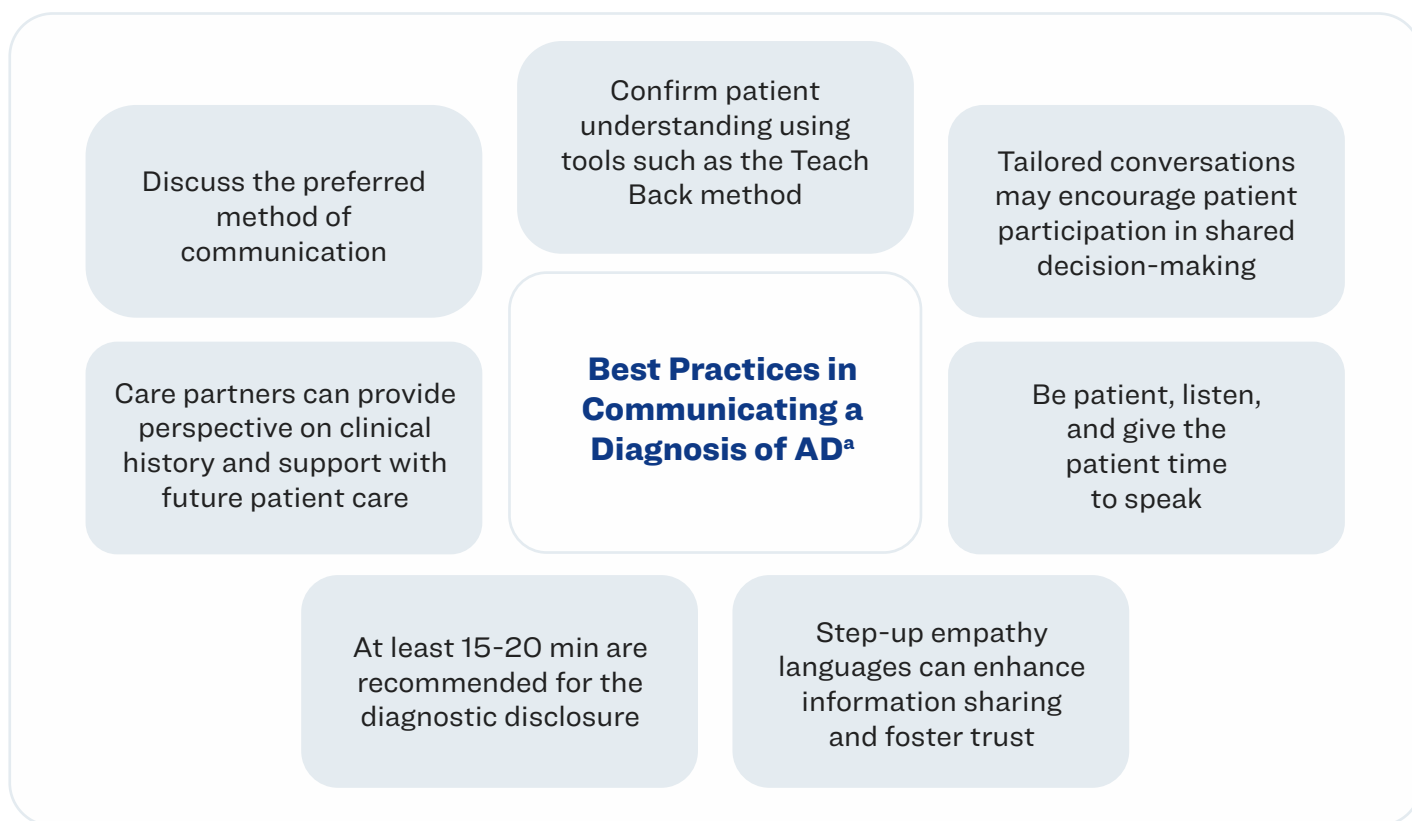 Confirm patient
understanding using
tools such as the Teach
Back method
Discuss the preferred
method of
communication
Tailored conversations
may encourage patient
participation in shared
decision-making
Best Practices in
Communicating a
Diagnosis of ADᵃ
Care partners can provide
perspective on clinical
history and support with
future patient care
Be patient, listen,
and give the
patient time
to speak
At least 15-20 min are
recommended for the
diagnostic disclosure
Step-up empathy
languages can enhance
information sharing
and foster trust